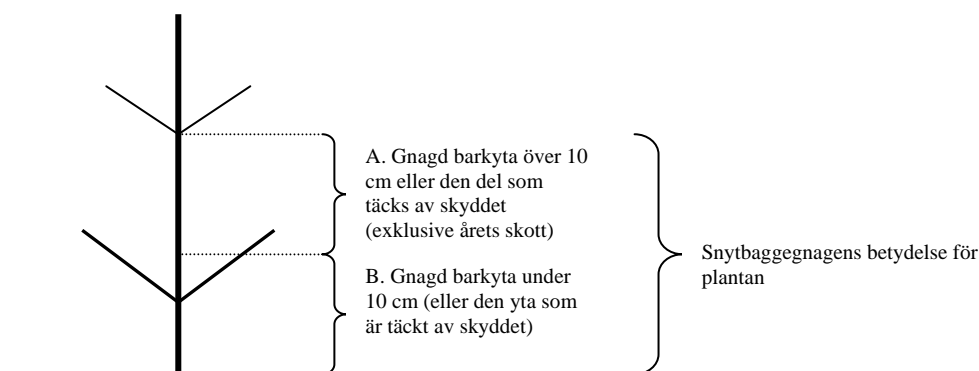 A. Gnagd barkyta över 10
cm eller den del som
täcks av skyddet
(exklusive årets skott)
B. Gnagd barkyta under
10 cm (eller den yta som
är täckt av skyddet)
Snytbaggegnagens betydelse för
plantan